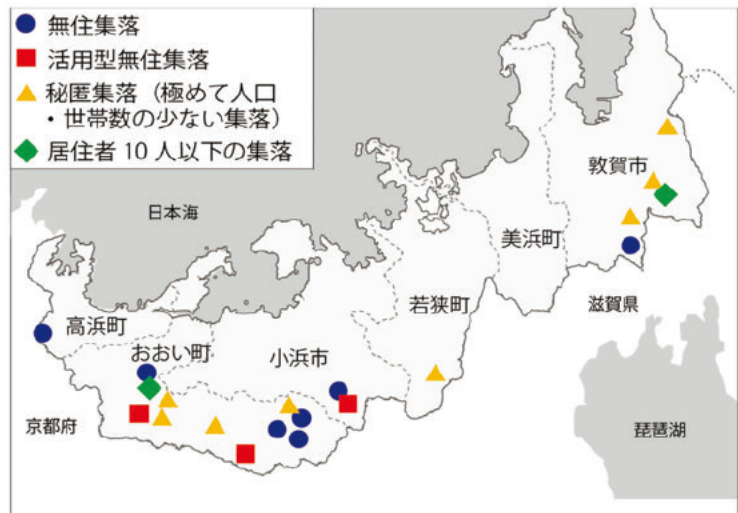 無住集落
活用型無住集落
秘匿集落（極めて人口
・世帯数の少ない集落）
居住者 10 人以下の集落
敦賀市
日本海
美浜町
滋賀県
若狭町
高浜町
おおい町
小浜市
京都府
琵琶湖